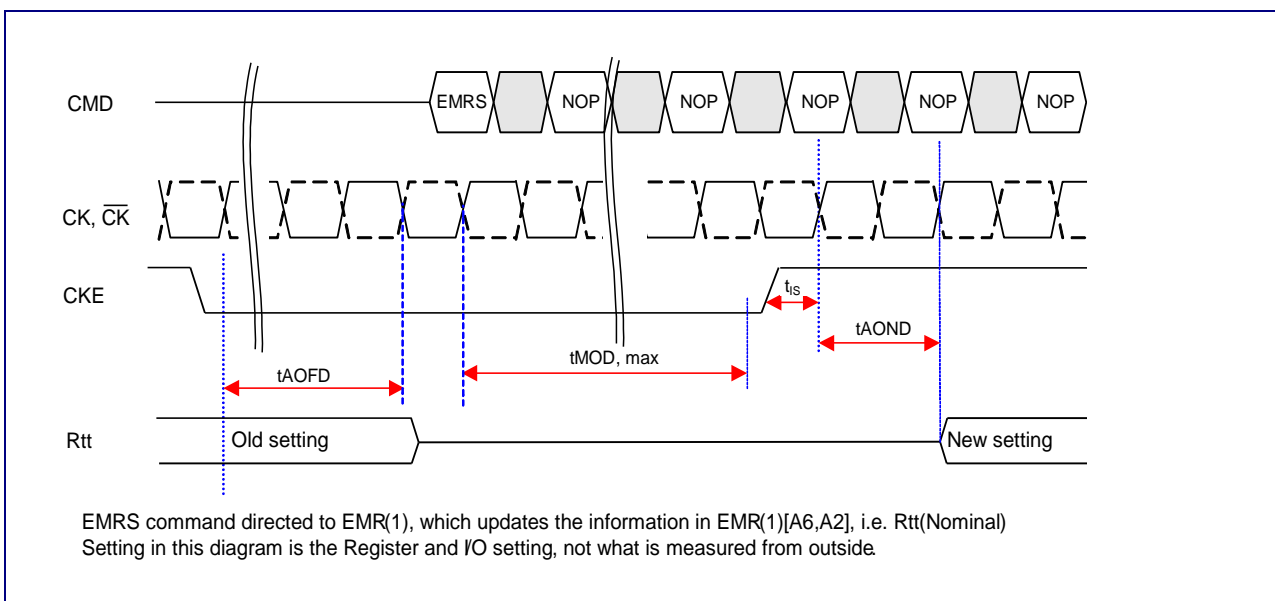 CMD
EMRS NOP NOP NOP NOP NOP
CK, C̅K̅
CKE
tIS
tAOND
tMOD, max
tAOFD
Rtt
Old setting
New setting
EMRS command directed to EMR(1), which updates the information in EMR(1)[A6,A2], i.e. Rtt(Nominal)
Setting in this diagram is the Register and I/O setting, not what is measured from outside.